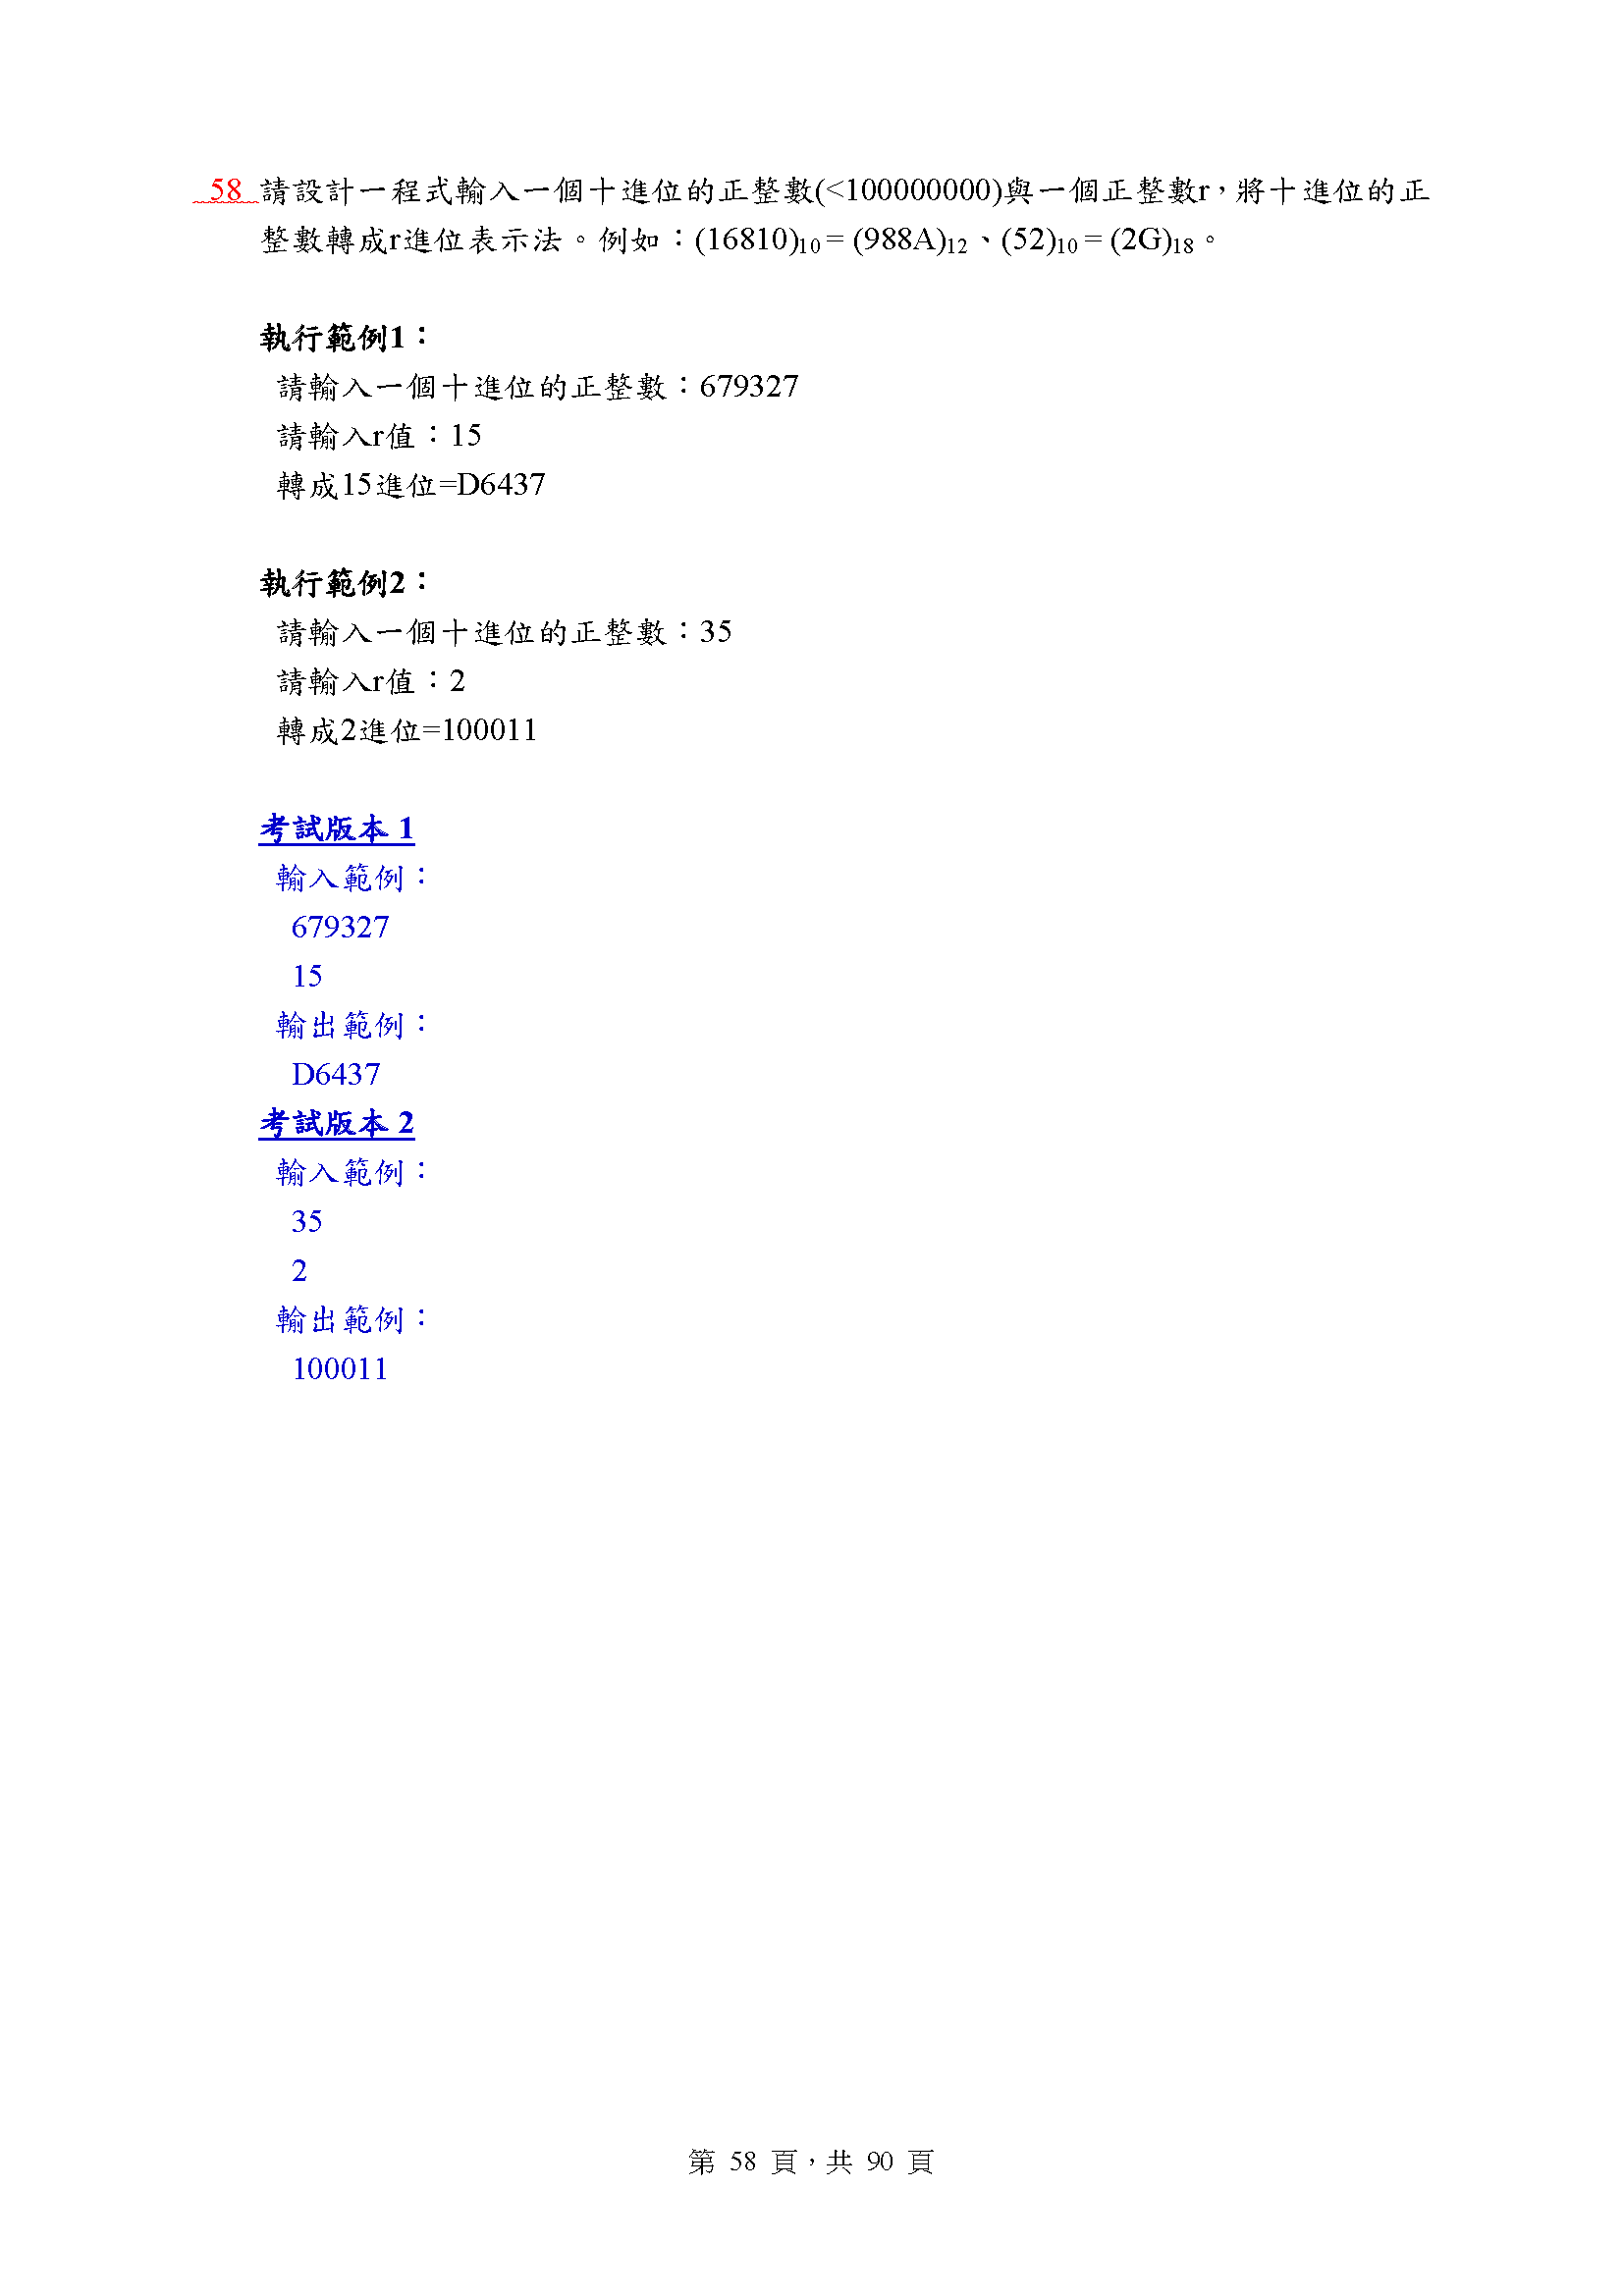 58 請設計一程式輸入一個十進位的正整數(<100000000)與一個正整數r，將十進位的正
整數轉成r進位表示法。例如：(16810)10 = (988A)12、(52)10 = (2G)18。
執行範例1：
請輸入一個十進位的正整數：679327
請輸入r值：15
轉成15進位=D6437
執行範例2：
請輸入一個十進位的正整數：35
請輸入r值：2
轉成2進位=100011
考試版本 1
輸入範例：
679327
15
輸出範例：
D6437
考試版本 2
輸入範例：
35
2
輸出範例：
100011
第 58 頁，共 90 頁